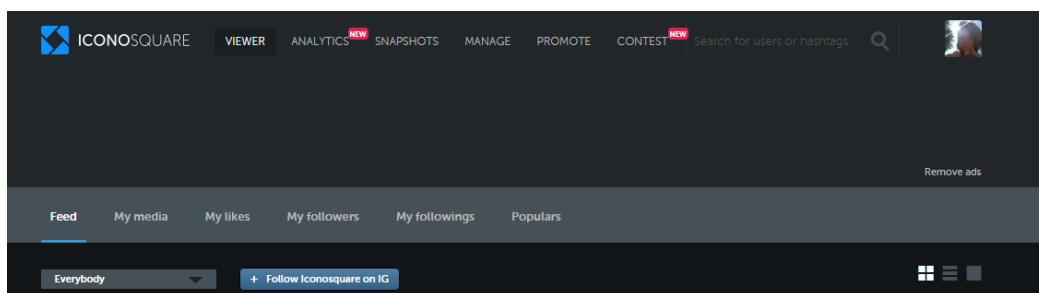 ICONOSQUARE VIEWER ANALYTICS NEW SNAPSHOTS MANAGE PROMOTE CONTEST NEW Search for users or hashtags
Remove ads
Feed My media My likes My followers My followings Populars
Everybody + Follow Iconosquare on IG